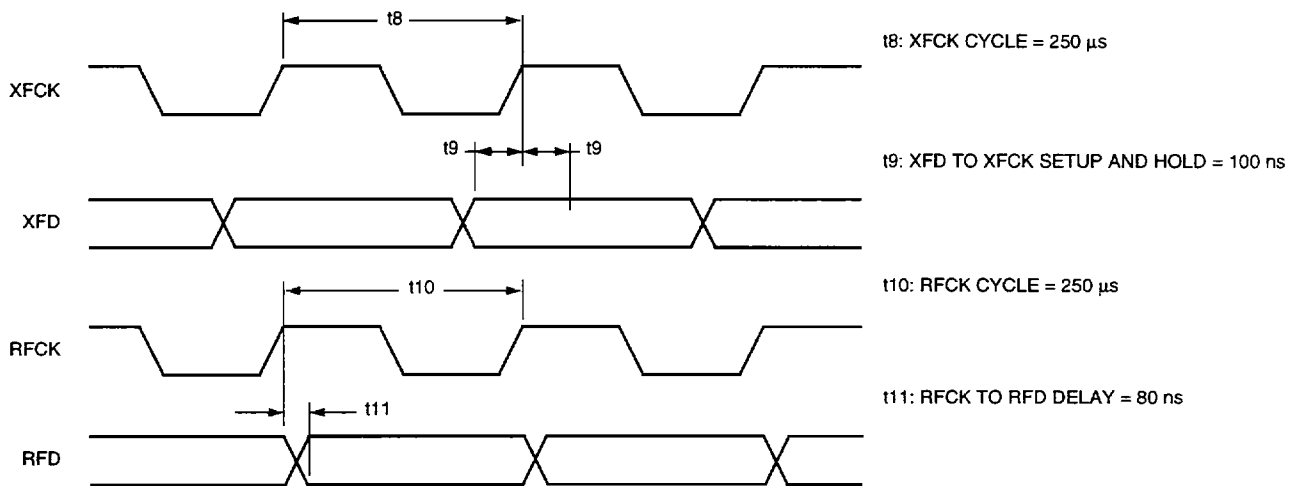 t8
t8: XFCK CYCLE = 250 µs
XFCK
t9
t9
t9: XFD TO XFCK SETUP AND HOLD = 100 ns
XFD
t10
t10: RFCK CYCLE = 250 µs
RFCK
t11
t11: RFCK TO RFD DELAY = 80 ns
RFD